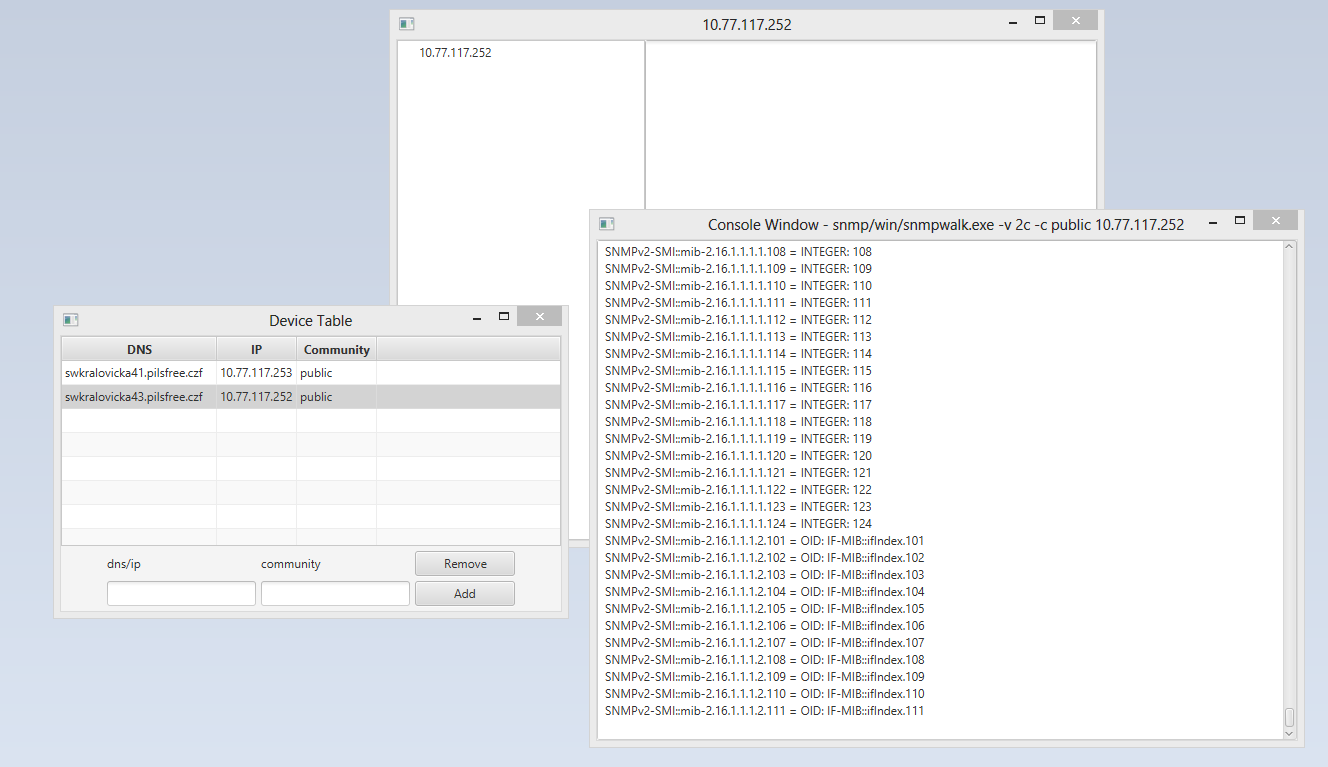 10.77.117.252
10.77.117.252
Console Window - snmp/win/snmpwalk.exe -v 2c -c public 10.77.117.252
SNMPv2-SMI::mib-2.16.1.1.1.1.108 = INTEGER: 108
SNMPv2-SMI::mib-2.16.1.1.1.1.109 = INTEGER: 109
SNMPv2-SMI::mib-2.16.1.1.1.1.110 = INTEGER: 110
SNMPv2-SMI::mib-2.16.1.1.1.1.111 = INTEGER: 111
SNMPv2-SMI::mib-2.16.1.1.1.1.112 = INTEGER: 112
SNMPv2-SMI::mib-2.16.1.1.1.1.113 = INTEGER: 113
SNMPv2-SMI::mib-2.16.1.1.1.1.114 = INTEGER: 114
SNMPv2-SMI::mib-2.16.1.1.1.1.115 = INTEGER: 115
SNMPv2-SMI::mib-2.16.1.1.1.1.116 = INTEGER: 116
SNMPv2-SMI::mib-2.16.1.1.1.1.117 = INTEGER: 117
SNMPv2-SMI::mib-2.16.1.1.1.1.118 = INTEGER: 118
SNMPv2-SMI::mib-2.16.1.1.1.1.119 = INTEGER: 119
SNMPv2-SMI::mib-2.16.1.1.1.1.120 = INTEGER: 120
SNMPv2-SMI::mib-2.16.1.1.1.1.121 = INTEGER: 121
SNMPv2-SMI::mib-2.16.1.1.1.1.122 = INTEGER: 122
SNMPv2-SMI::mib-2.16.1.1.1.1.123 = INTEGER: 123
SNMPv2-SMI::mib-2.16.1.1.1.1.124 = INTEGER: 124
SNMPv2-SMI::mib-2.16.1.1.1.2.101 = OID: IF-MIB::ifIndex.101
SNMPv2-SMI::mib-2.16.1.1.1.2.102 = OID: IF-MIB::ifIndex.102
SNMPv2-SMI::mib-2.16.1.1.1.2.103 = OID: IF-MIB::ifIndex.103
SNMPv2-SMI::mib-2.16.1.1.1.2.104 = OID: IF-MIB::ifIndex.104
SNMPv2-SMI::mib-2.16.1.1.1.2.105 = OID: IF-MIB::ifIndex.105
SNMPv2-SMI::mib-2.16.1.1.1.2.106 = OID: IF-MIB::ifIndex.106
SNMPv2-SMI::mib-2.16.1.1.1.2.107 = OID: IF-MIB::ifIndex.107
SNMPv2-SMI::mib-2.16.1.1.1.2.108 = OID: IF-MIB::ifIndex.108
SNMPv2-SMI::mib-2.16.1.1.1.2.109 = OID: IF-MIB::ifIndex.109
SNMPv2-SMI::mib-2.16.1.1.1.2.110 = OID: IF-MIB::ifIndex.110
SNMPv2-SMI::mib-2.16.1.1.1.2.111 = OID: IF-MIB::ifIndex.111
Device Table
DNS IP Community
swkralovicka41.pilsfree.czf 10.77.117.253 public
swkralovicka43.pilsfree.czf 10.77.117.252 public
dns/ip community Remove
Add